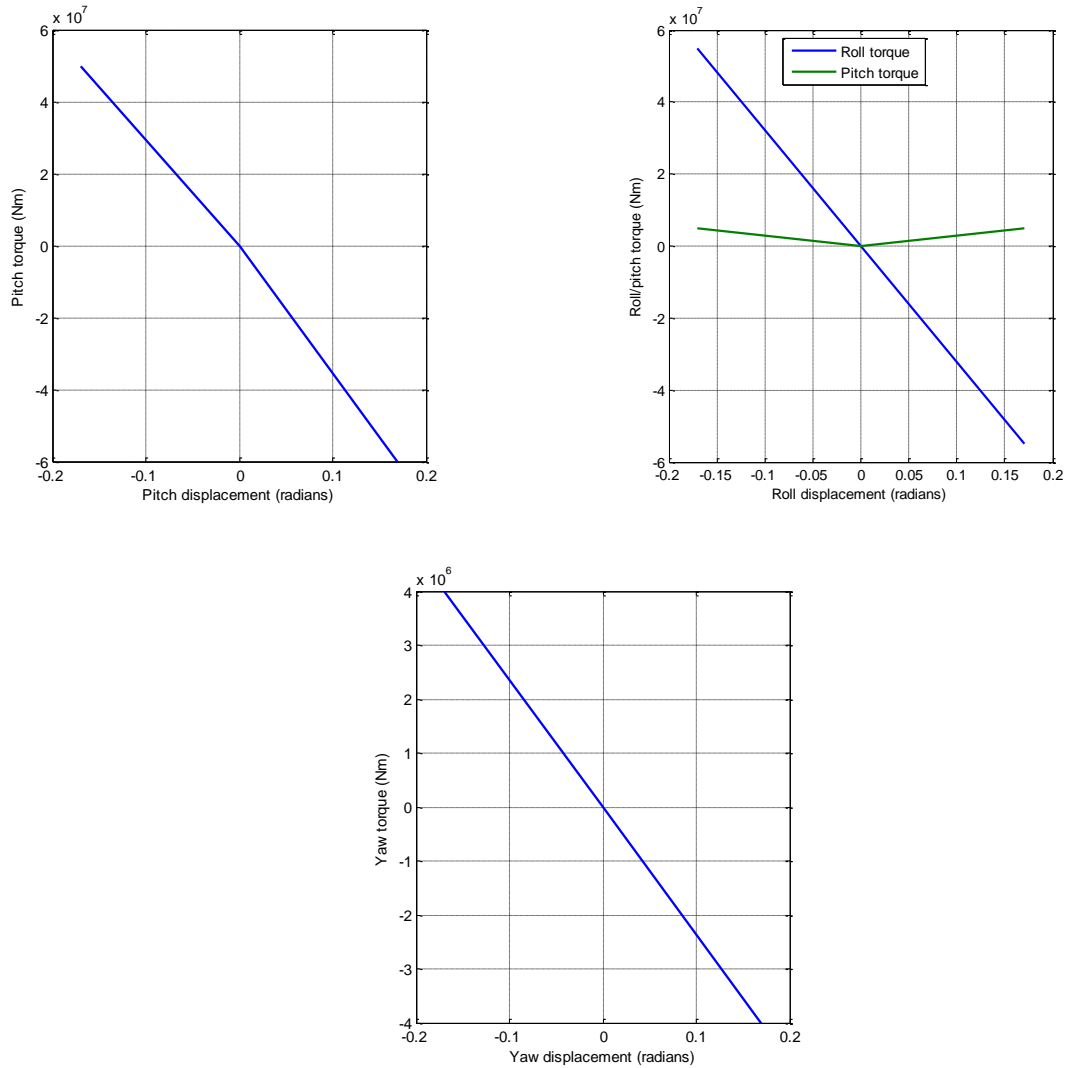 x 10^7
6
4
2
0
-2
-4
-6
-0.2 -0.1 0 0.1 0.2
Pitch displacement (radians)
Pitch torque (Nm)
x 10^7
6
4
2
0
-2
-4
-6
-0.2 -0.15 -0.1 -0.05 0 0.05 0.1 0.15 0.2
Roll displacement (radians)
Roll/pitch torque (Nm)
Roll torque
Pitch torque
x 10^6
4
3
2
1
0
-1
-2
-3
-4
-0.2 -0.1 0 0.1 0.2
Yaw displacement (radians)
Yaw torque (Nm)